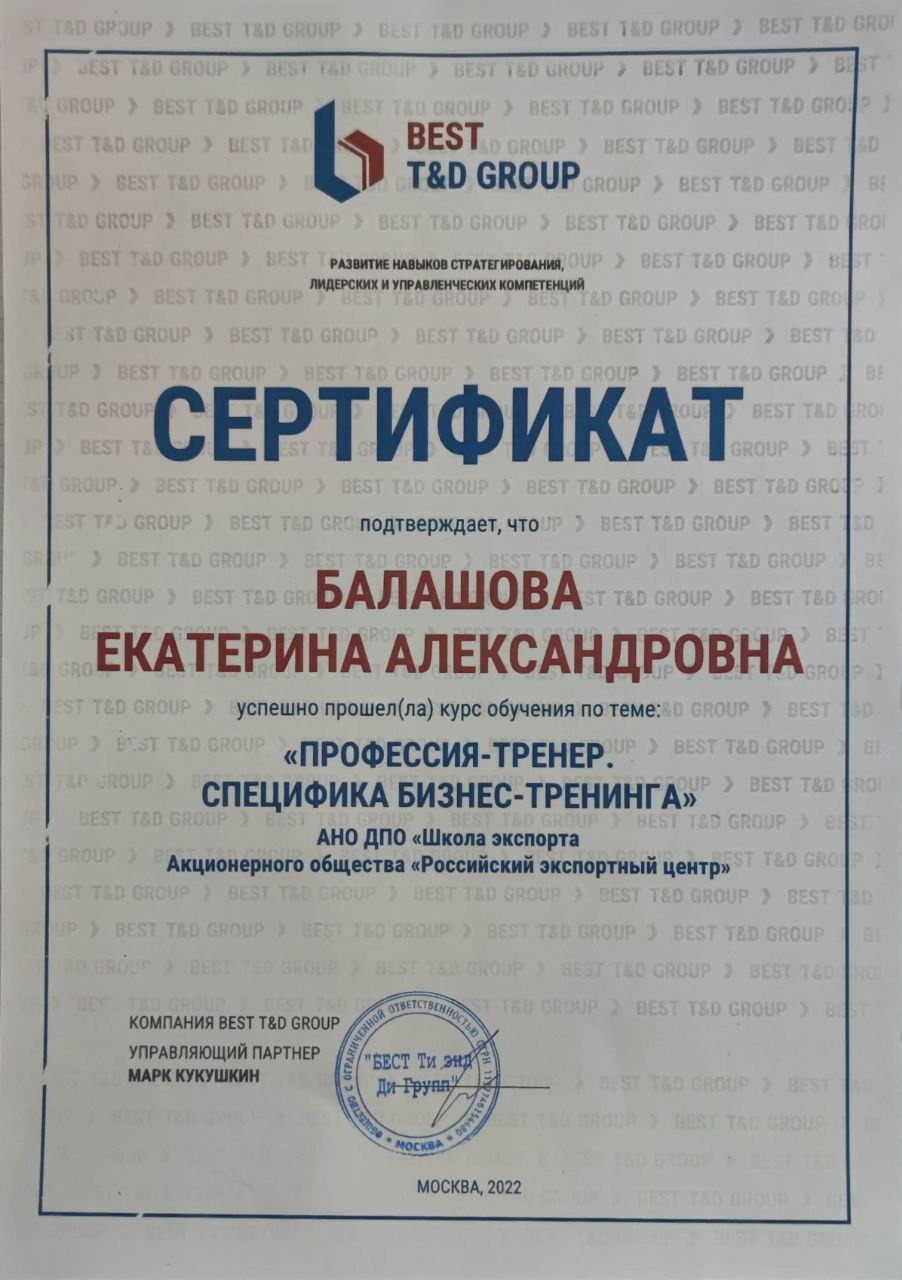 BEST
T&D GROUP
РАЗВИТИЕ НАВЫКОВ СТРАТЕГИРОВАНИЯ,
ЛИДЕРСКИХ И УПРАВЛЕНЧЕСКИХ КОМПЕТЕНЦИЙ
СЕРТИФИКАТ
подтверждает, что
БАЛАШОВА
ЕКАТЕРИНА АЛЕКСАНДРОВНА
успешно прошел(ла) курс обучения по теме:
«ПРОФЕССИЯ-ТРЕНЕР.
СПЕЦИФИКА БИЗНЕС-ТРЕНИНГА»
АНО ДПО «Школа экспорта
Акционерного общества «Российский экспортный центр»
КОМПАНИЯ BEST T&D GROUP
УПРАВЛЯЮЩИЙ ПАРТНЕР
МАРК КУКУШКИН
ОБЩЕСТВО С ОГРАНИЧЕННОЙ ОТВЕТСТВЕННОСТЬЮ ОГРН
"БЕСТ Ти энд
Ди Групп"
* МОСКВА *
МОСКВА, 2022